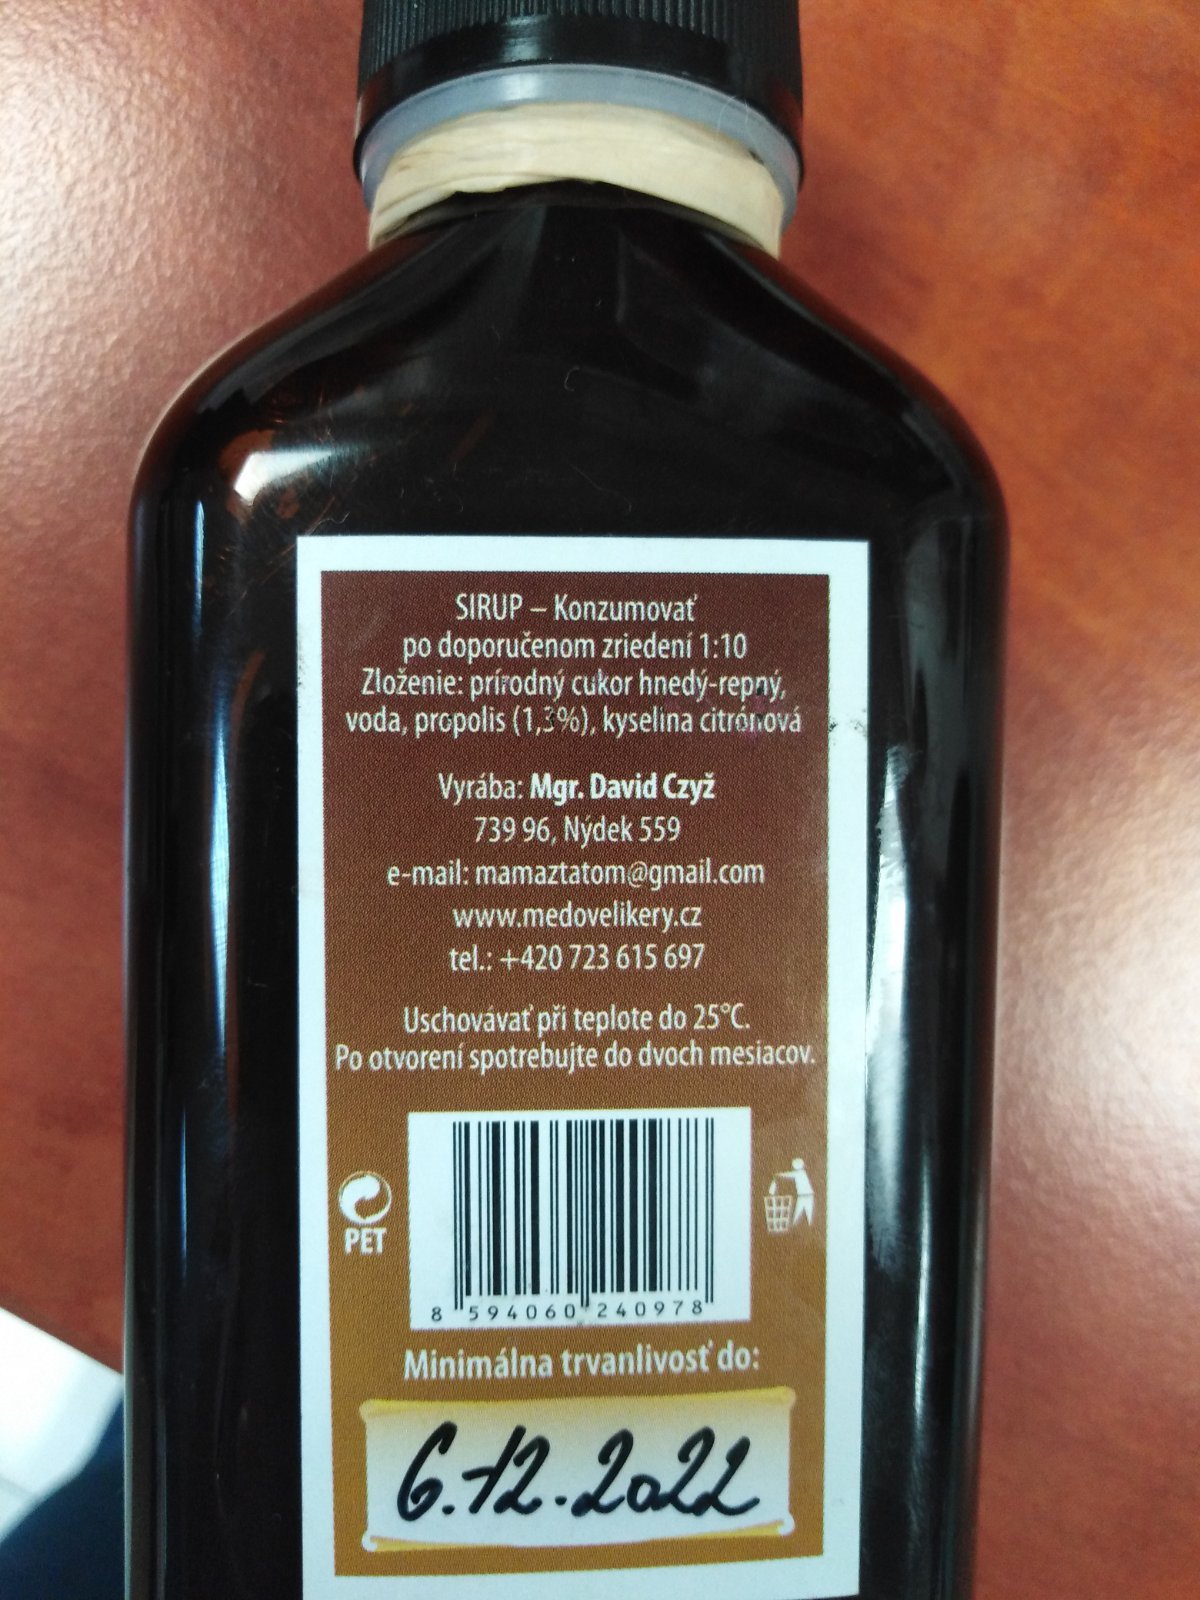 SIRUP – Konzumovať
po doporučenom zriedení 1:10
Zloženie: prírodný cukor hnedý-repný,
voda, propolis (1,3%), kyselina citrónová
Vyrába: Mgr. David Czyž
739 96, Nýdek 559
e-mail: mamaztatom@gmail.com
www.medovelikery.cz
tel.: +420 723 615 697
Uschovávať při teplote do 25°C.
Po otvorení spotrebujte do dvoch mesiacov.
PET
8 594060 240978
Minimálna trvanlivosť do:
6.12.2022